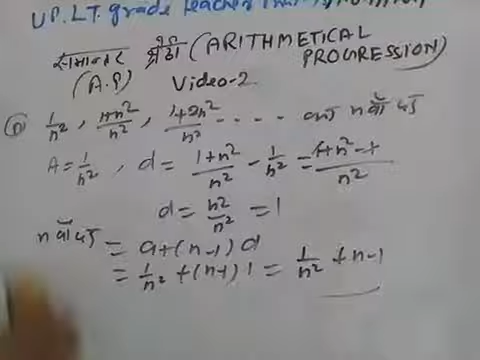 U.P. L.T. grade teacher
समान्तर श्रेढ़ी (ARITHMETICAL PROGRESSION)
(A.P) Video-2
1/n², 1+n²/n², 1+2n²/n² - - - - का nवाँ पद
A = 1/n², d = 1+n²/n² - 1/n² = 1+n²-1/n²
d = n²/n² = 1
n वाँ पद = a+(n-1) d
= 1/n² + (n-1) 1 = 1/n² + n-1